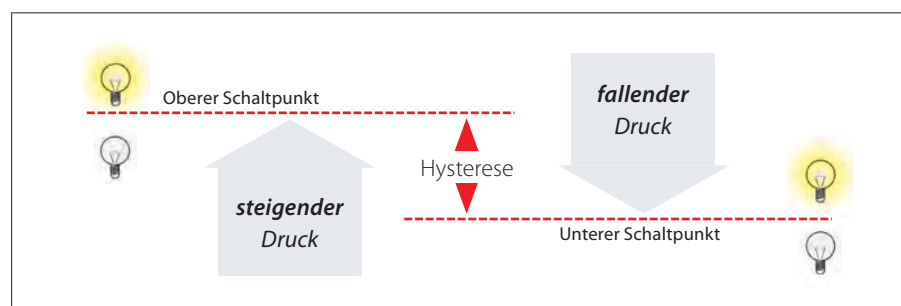 Oberer Schaltpunkt
steigender
Druck
Hysterese
fallender
Druck
Unterer Schaltpunkt